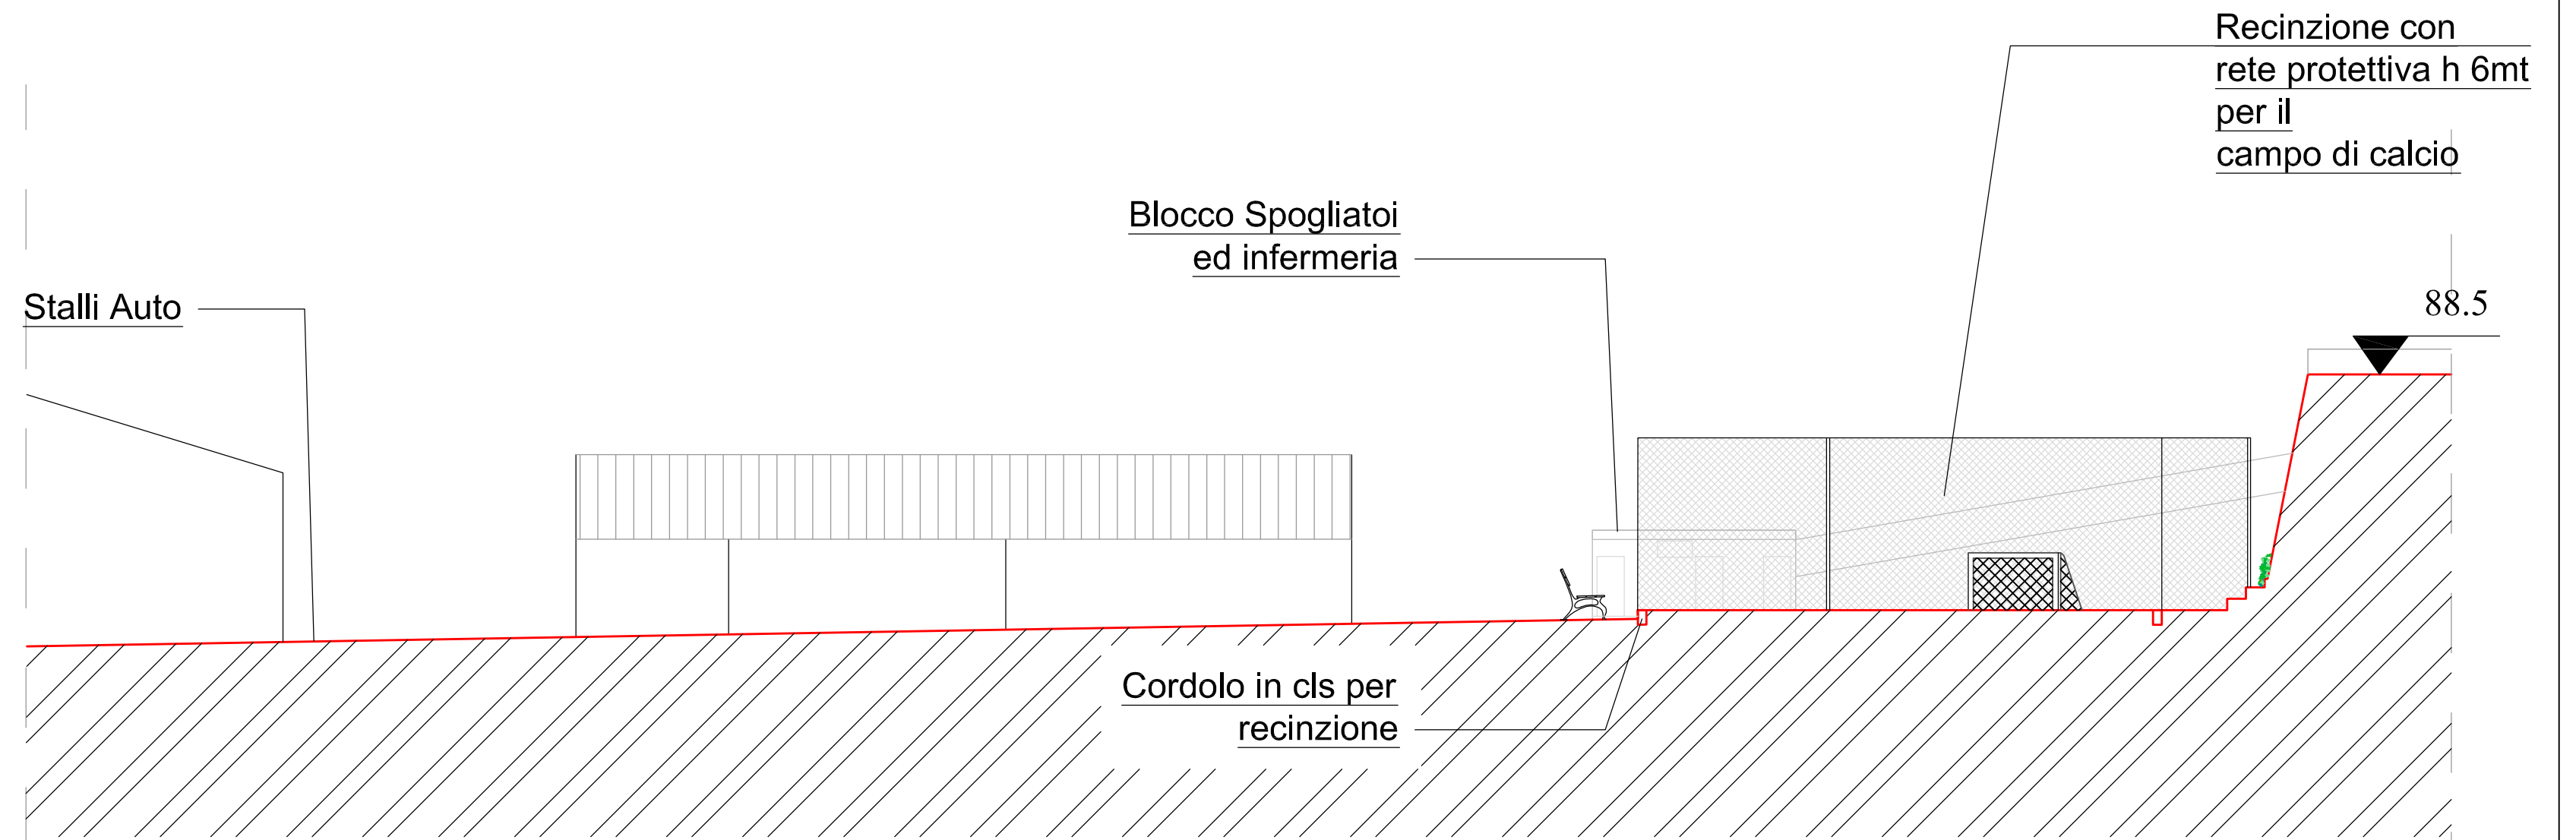 Recinzione con
rete protettiva h 6mt
per il
campo di calcio
Blocco Spogliatoi
ed infermeria
Stalli Auto
88.5
Cordolo in cls per
recinzione